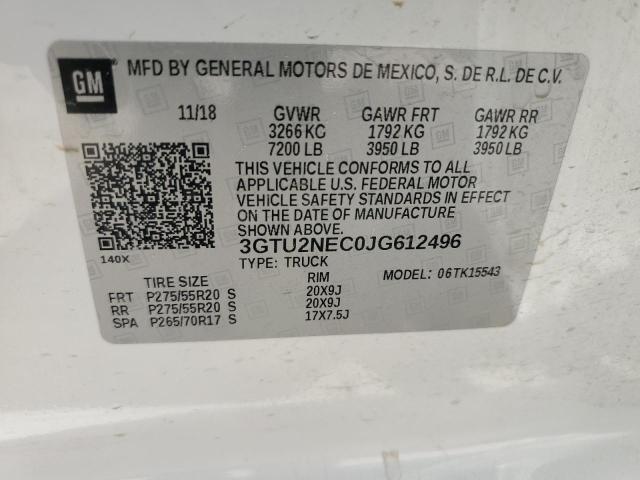 GM MFD BY GENERAL MOTORS DE MEXICO, S. DE R.L. DE C.V.
11/18 GVWR GAWR FRT GAWR RR
3266 KG 1792 KG 1792 KG
7200 LB 3950 LB 3950 LB
THIS VEHICLE CONFORMS TO ALL
APPLICABLE U.S. FEDERAL MOTOR
VEHICLE SAFETY STANDARDS IN EFFECT
ON THE DATE OF MANUFACTURE
SHOWN ABOVE.
3GTU2NEC0JG612496
140X
TYPE: TRUCK MODEL: 06TK15543
TIRE SIZE RIM
FRT P275/55R20 S 20X9J
RR P275/55R20 S 20X9J
SPA P265/70R17 S 17X7.5J